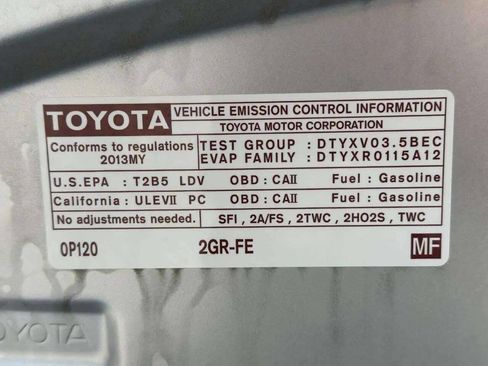 TOYOTA
VEHICLE EMISSION CONTROL INFORMATION
TOYOTA MOTOR CORPORATION
Conforms to regulations
2013MY
TEST GROUP : DTYXV03.5BEC
EVAP FAMILY : DTYXR0115A12
U.S.EPA : T2B5 LDV OBD : CAII Fuel : Gasoline
California : ULEVII PC OBD : CAII Fuel : Gasoline
No adjustments needed. SFI, 2A/FS, 2TWC, 2HO2S, TWC
0P120 2GR-FE MF
TOYOTA